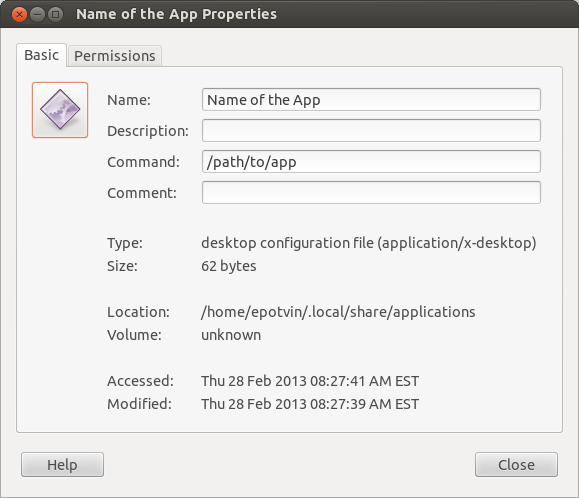 Name of the App Properties
Basic Permissions
Name: Name of the App
Description:
Command: /path/to/app
Comment:
Type: desktop configuration file (application/x-desktop)
Size: 62 bytes
Location: /home/epotvin/.local/share/applications
Volume: unknown
Accessed: Thu 28 Feb 2013 08:27:41 AM EST
Modified: Thu 28 Feb 2013 08:27:39 AM EST
Help Close